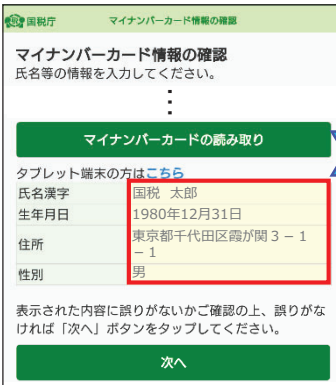 国税庁 マイナンバーカード情報の確認
マイナンバーカード情報の確認
氏名等の情報を入力してください。
マイナンバーカードの読み取り
タブレット端末の方はこちら
氏名漢字 国税 太郎
生年月日 1980年12月31日
住所 東京都千代田区霞が関3－1
－1
性別 男
表示された内容に誤りがないかご確認の上、誤りがな
ければ「次へ」ボタンをタップしてください。
次へ